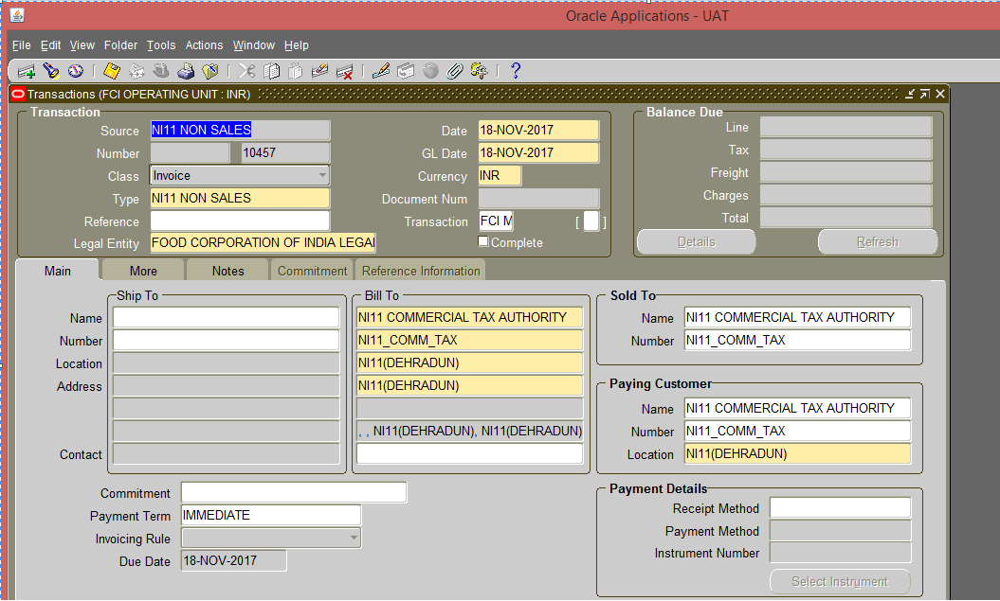 Oracle Applications - UAT
File Edit View Folder Tools Actions Window Help
?
Transactions (FCI OPERATING UNIT : INR)
Transaction
Source NI11 NON SALES
Number 10457
Class Invoice
Type NI11 NON SALES
Reference
Legal Entity FOOD CORPORATION OF INDIA LEGAI
Date 18-NOV-2017
GL Date 18-NOV-2017
Currency INR
Document Num
Transaction FCI M [ ]
Complete
Balance Due
Line
Tax
Freight
Charges
Total
Details Refresh
Main More Notes Commitment Reference Information
Ship To
Name
Number
Location
Address
Contact
Bill To
NI11 COMMERCIAL TAX AUTHORITY
NI11_COMM_TAX
NI11(DEHRADUN)
NI11(DEHRADUN)
, , NI11(DEHRADUN), NI11(DEHRADUN)
Sold To
Name NI11 COMMERCIAL TAX AUTHORITY
Number NI11_COMM_TAX
Paying Customer
Name NI11 COMMERCIAL TAX AUTHORITY
Number NI11_COMM_TAX
Location NI11(DEHRADUN)
Commitment
Payment Term IMMEDIATE
Invoicing Rule
Due Date 18-NOV-2017
Payment Details
Receipt Method
Payment Method
Instrument Number
Select Instrument